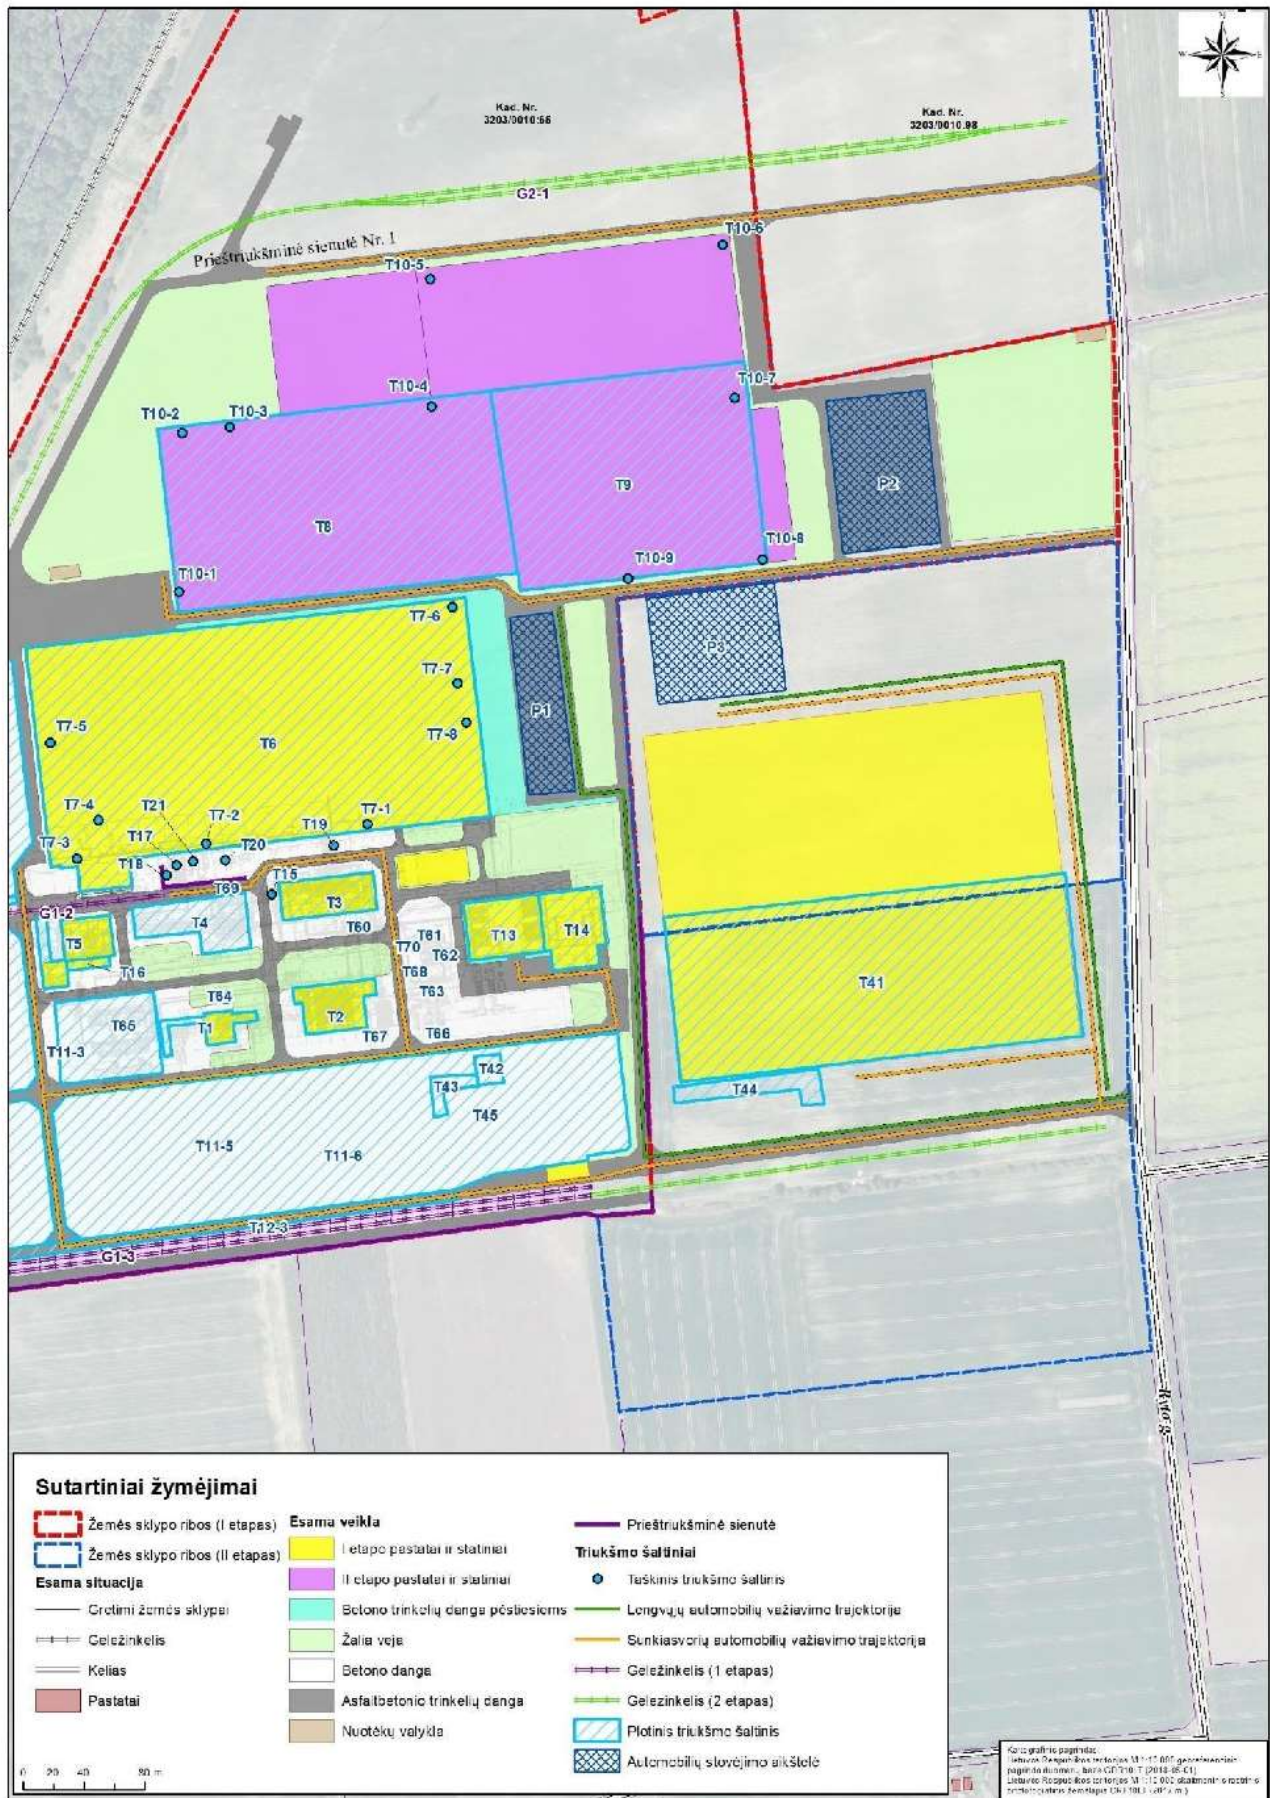 N
W
E
S
Kad. Nr.
Kad. Nr.
3203/0010:98
G2-1
Prieštriukšminė sienutė Nr. 1
T10-6
T10-5
T10-4
T10-7
T10-2
T10-3
T9
P2
T8
T10-8
T10-9
T10-1
T7-6
P3
T7-7
P1
T7-5
T6
T7-8
T7-4
T21
T7-2
T7-1
T17
T19
T7-3
T18
T20
T69
T15
G1-2
T3
T4
T60
T61
T13
T14
T5
T70
T62
T16
T68
T41
T64
T63
T65
T1
T2
T67
T66
T11-3
T42
T43
T44
T45
T11-5
T11-6
T12-3
G1-3
Ryto g.
Sutartiniai žymėjimai
Žemės sklypo ribos (I etapas)
Žemės sklypo ribos (II etapas)
Esama situacija
Gretimi žemės sklypai
Geležinkelis
Kelias
Pastatai
Esama veikla
I etapo pastatai ir statiniai
II etapo pastatai ir statiniai
Betono trinkelių danga pėstiesiems
Žalia veja
Betono danga
Asfaltbetonio trinkelių danga
Nuotėkų valykla
Prieštriukšminė sienutė
Triukšmo šaltiniai
Taškinis triukšmo šaltinis
Lengvųjų automobilių važiavimo trajektorija
Sunkiasvorių automobilių važiavimo trajektorija
Geležinkelis (1 etapas)
Gelezinkelis (2 etapas)
Plotinis triukšmo šaltinis
Automobilių stovėjimo aikštelė
0 20 40 80 m
Kartografinis pagrindas: